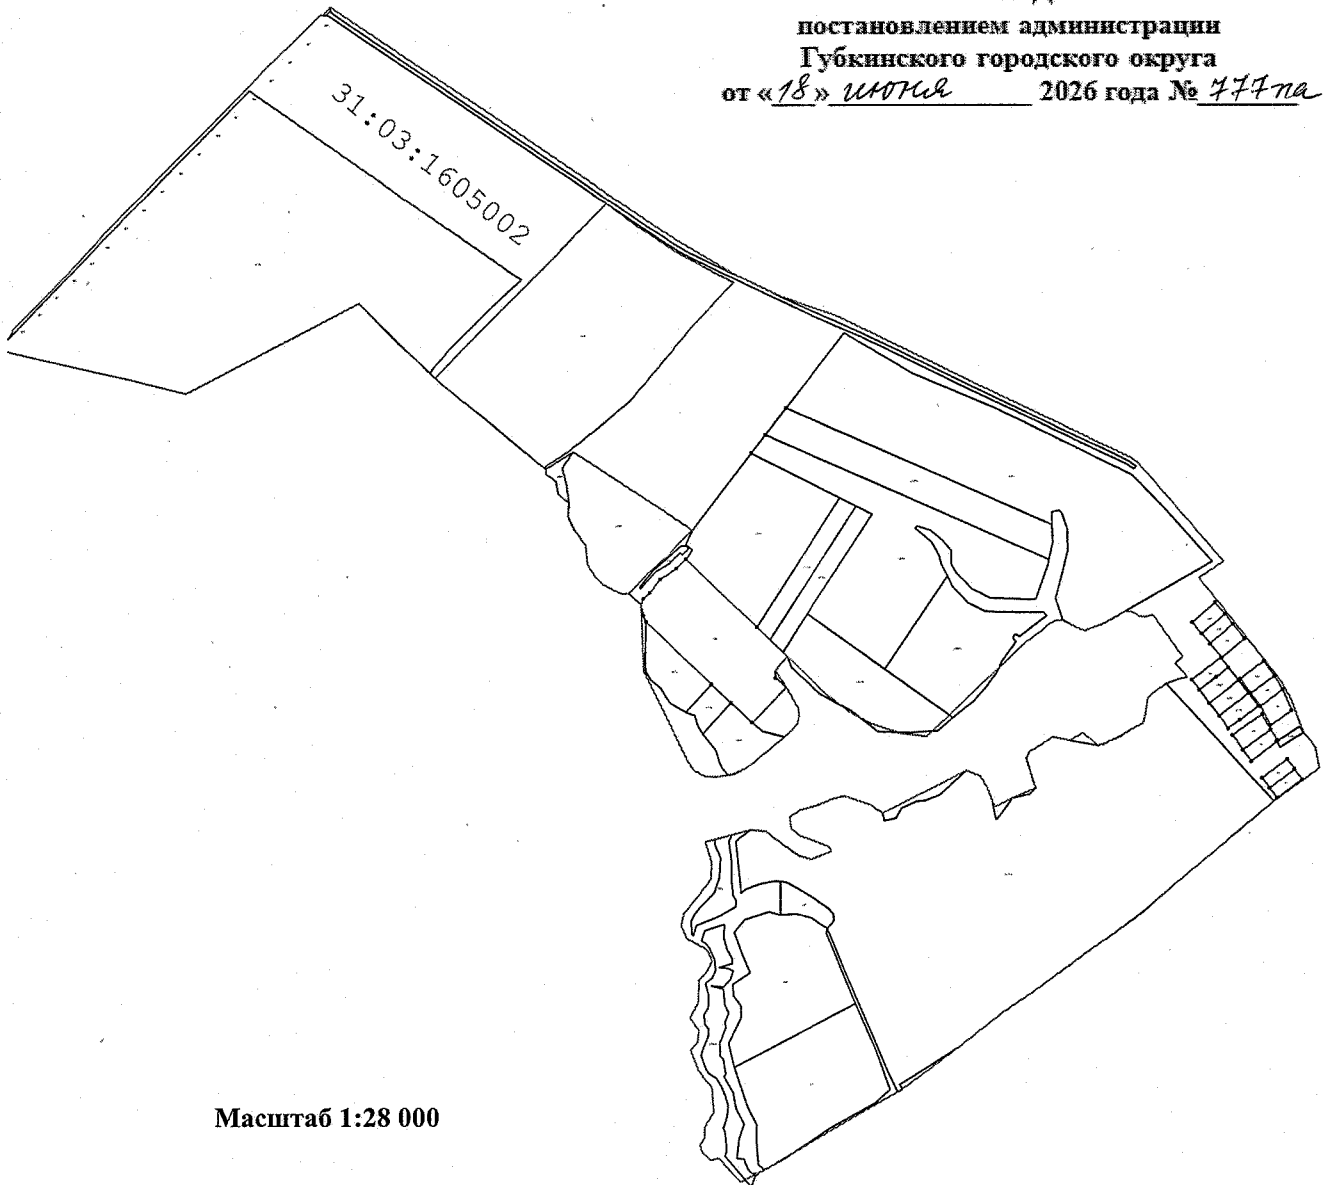 постановлением администрации
Губкинского городского округа
от «18» июня 2026 года № 777па
31:03:1605002
Масштаб 1:28 000